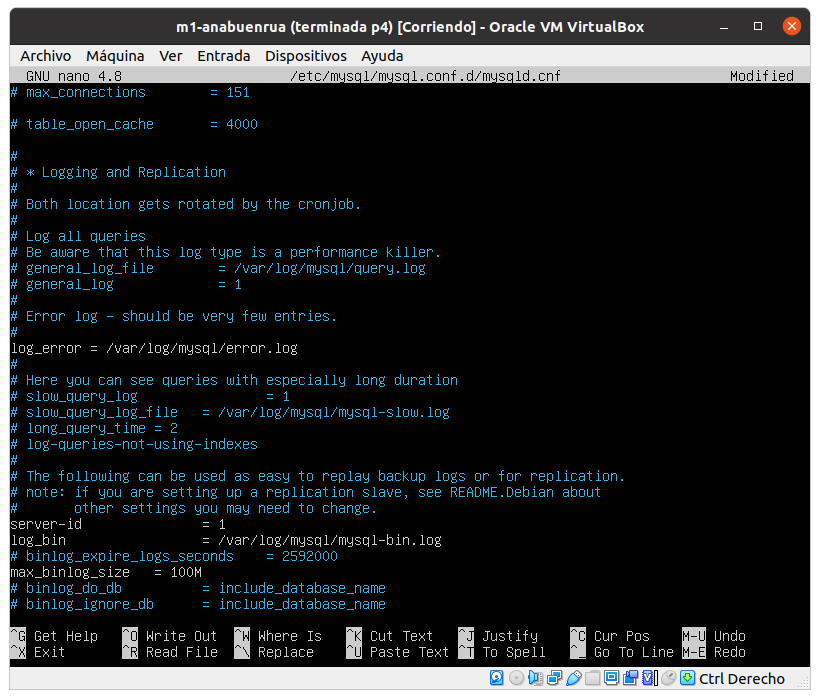 m1-anabuenrua (terminada p4) [Corriendo] - Oracle VM VirtualBox
Archivo Máquina Ver Entrada Dispositivos Ayuda
GNU nano 4.8 /etc/mysql/mysql.conf.d/mysqld.cnf Modified
# max_connections = 151
# table_open_cache = 4000
#
# * Logging and Replication
#
# Both location gets rotated by the cronjob.
#
# Log all queries
# Be aware that this log type is a performance killer.
# general_log_file = /var/log/mysql/query.log
# general_log = 1
#
# Error log - should be very few entries.
#
log_error = /var/log/mysql/error.log
#
# Here you can see queries with especially long duration
# slow_query_log = 1
# slow_query_log_file = /var/log/mysql/mysql-slow.log
# long_query_time = 2
# log-queries-not-using-indexes
#
# The following can be used as easy to replay backup logs or for replication.
# note: if you are setting up a replication slave, see README.Debian about
# other settings you may need to change.
server-id = 1
log_bin = /var/log/mysql/mysql-bin.log
# binlog_expire_logs_seconds = 2592000
max_binlog_size = 100M
# binlog_do_db = include_database_name
# binlog_ignore_db = include_database_name
^G Get Help ^O Write Out ^W Where Is ^K Cut Text ^J Justify ^C Cur Pos M-U Undo
^X Exit ^R Read File ^\ Replace ^U Paste Text ^T To Spell ^_ Go To Line M-E Redo
Ctrl Derecho